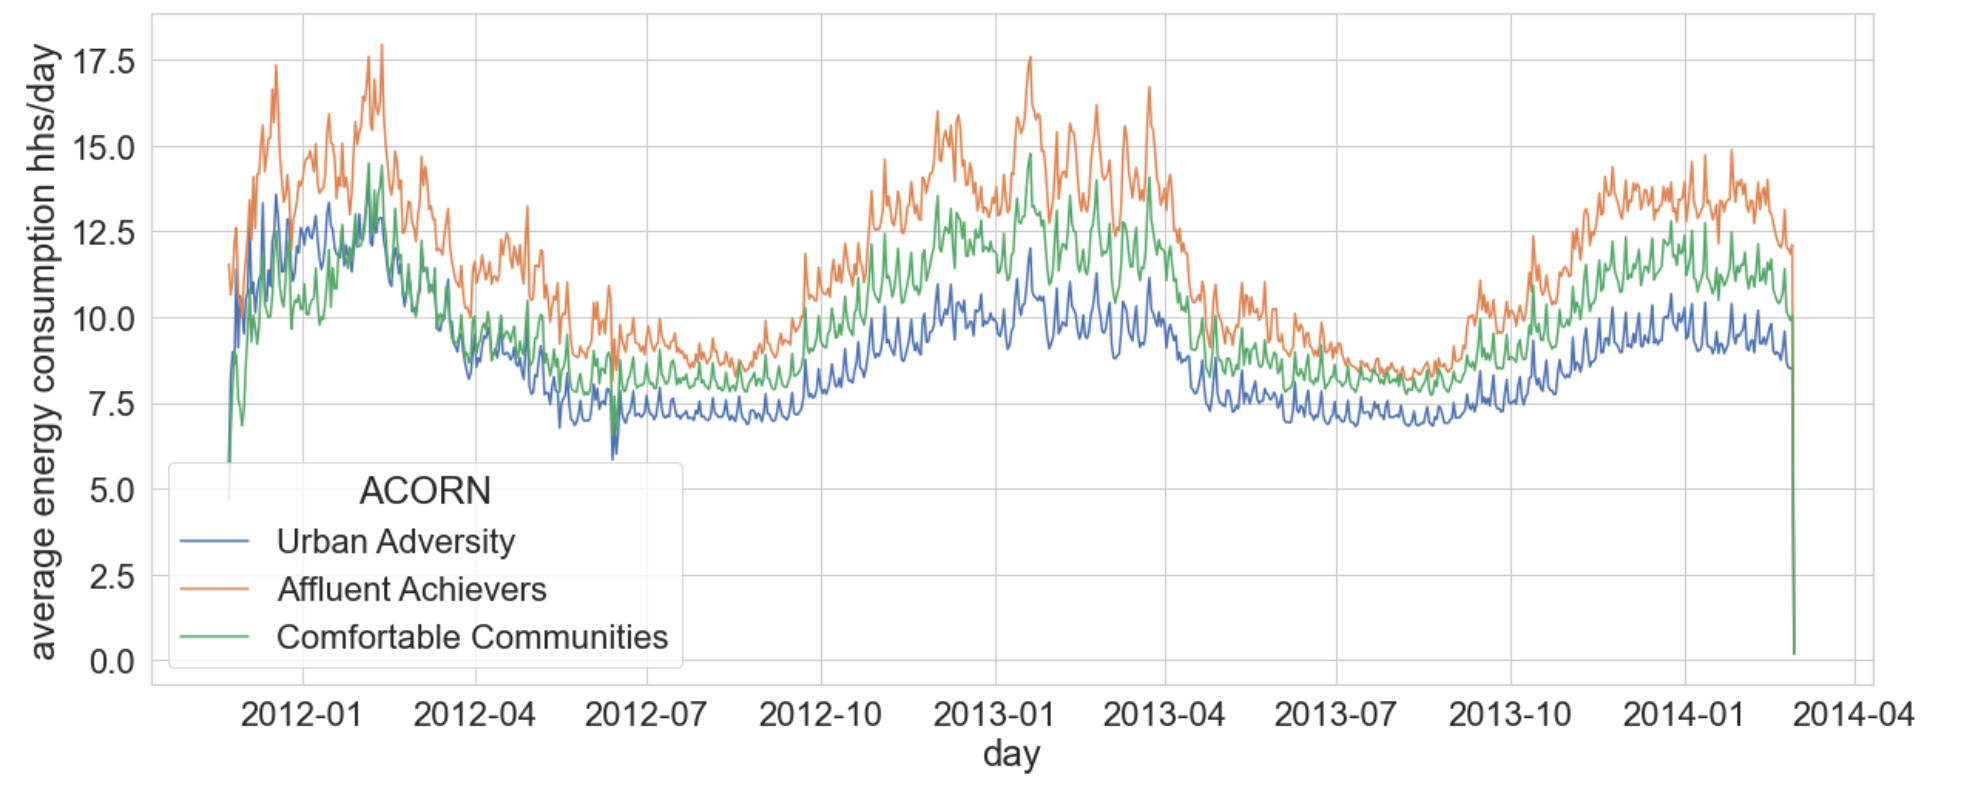 average energy consumption hhs/day
17.5
15.0
12.5
10.0
7.5
5.0
2.5
0.0
ACORN
Urban Adversity
Affluent Achievers
Comfortable Communities
2012-01 2012-04 2012-07 2012-10 2013-01 2013-04 2013-07 2013-10 2014-01 2014-04
day